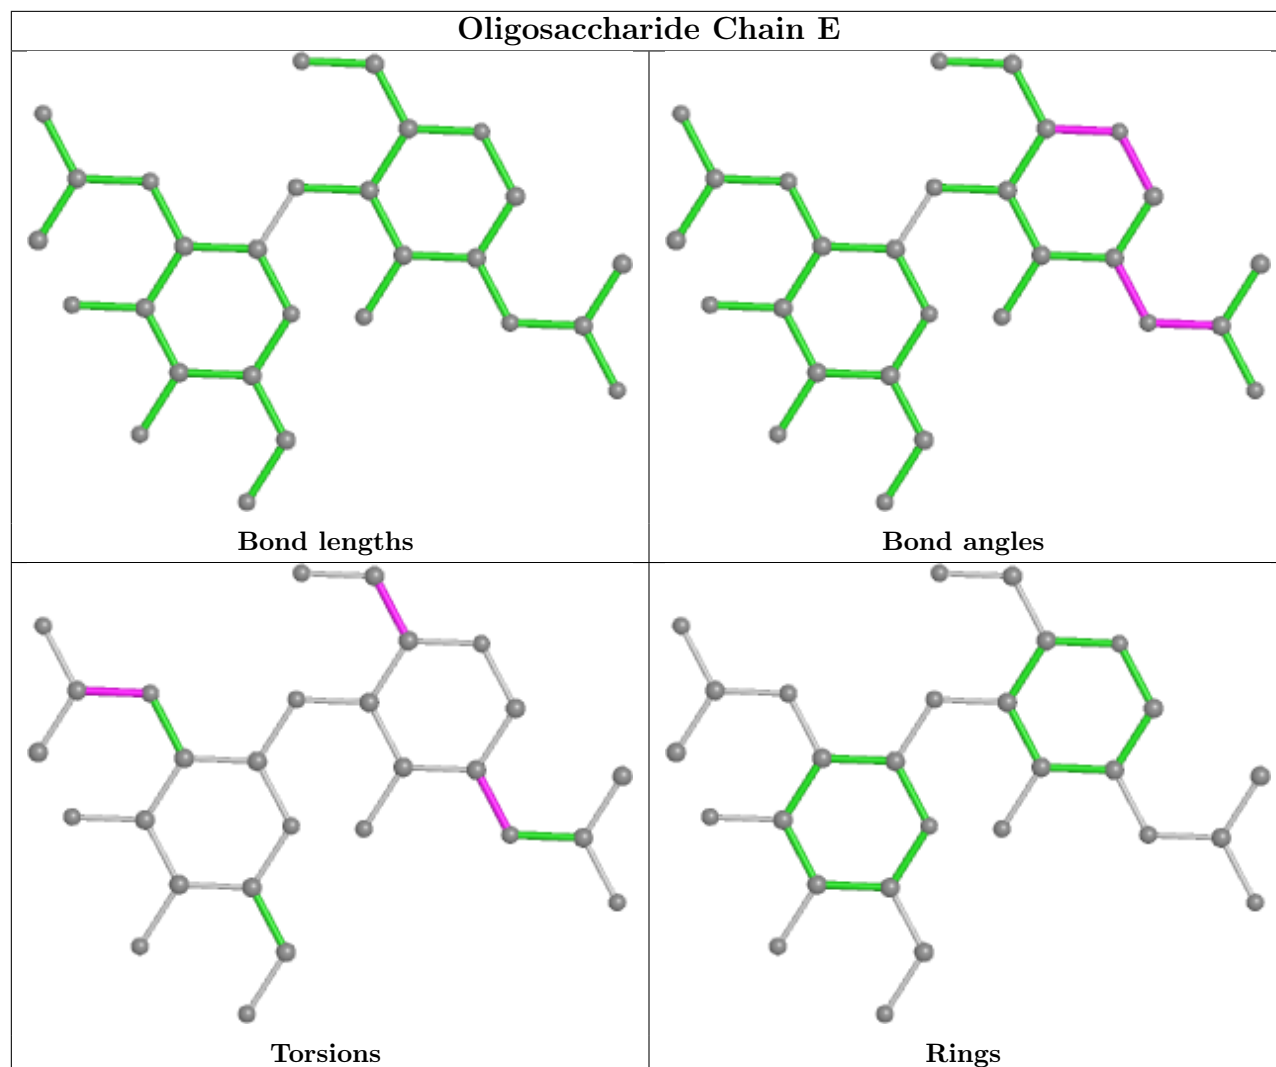 Oligosaccharide Chain E
Bond lengths
Bond angles
Torsions
Rings